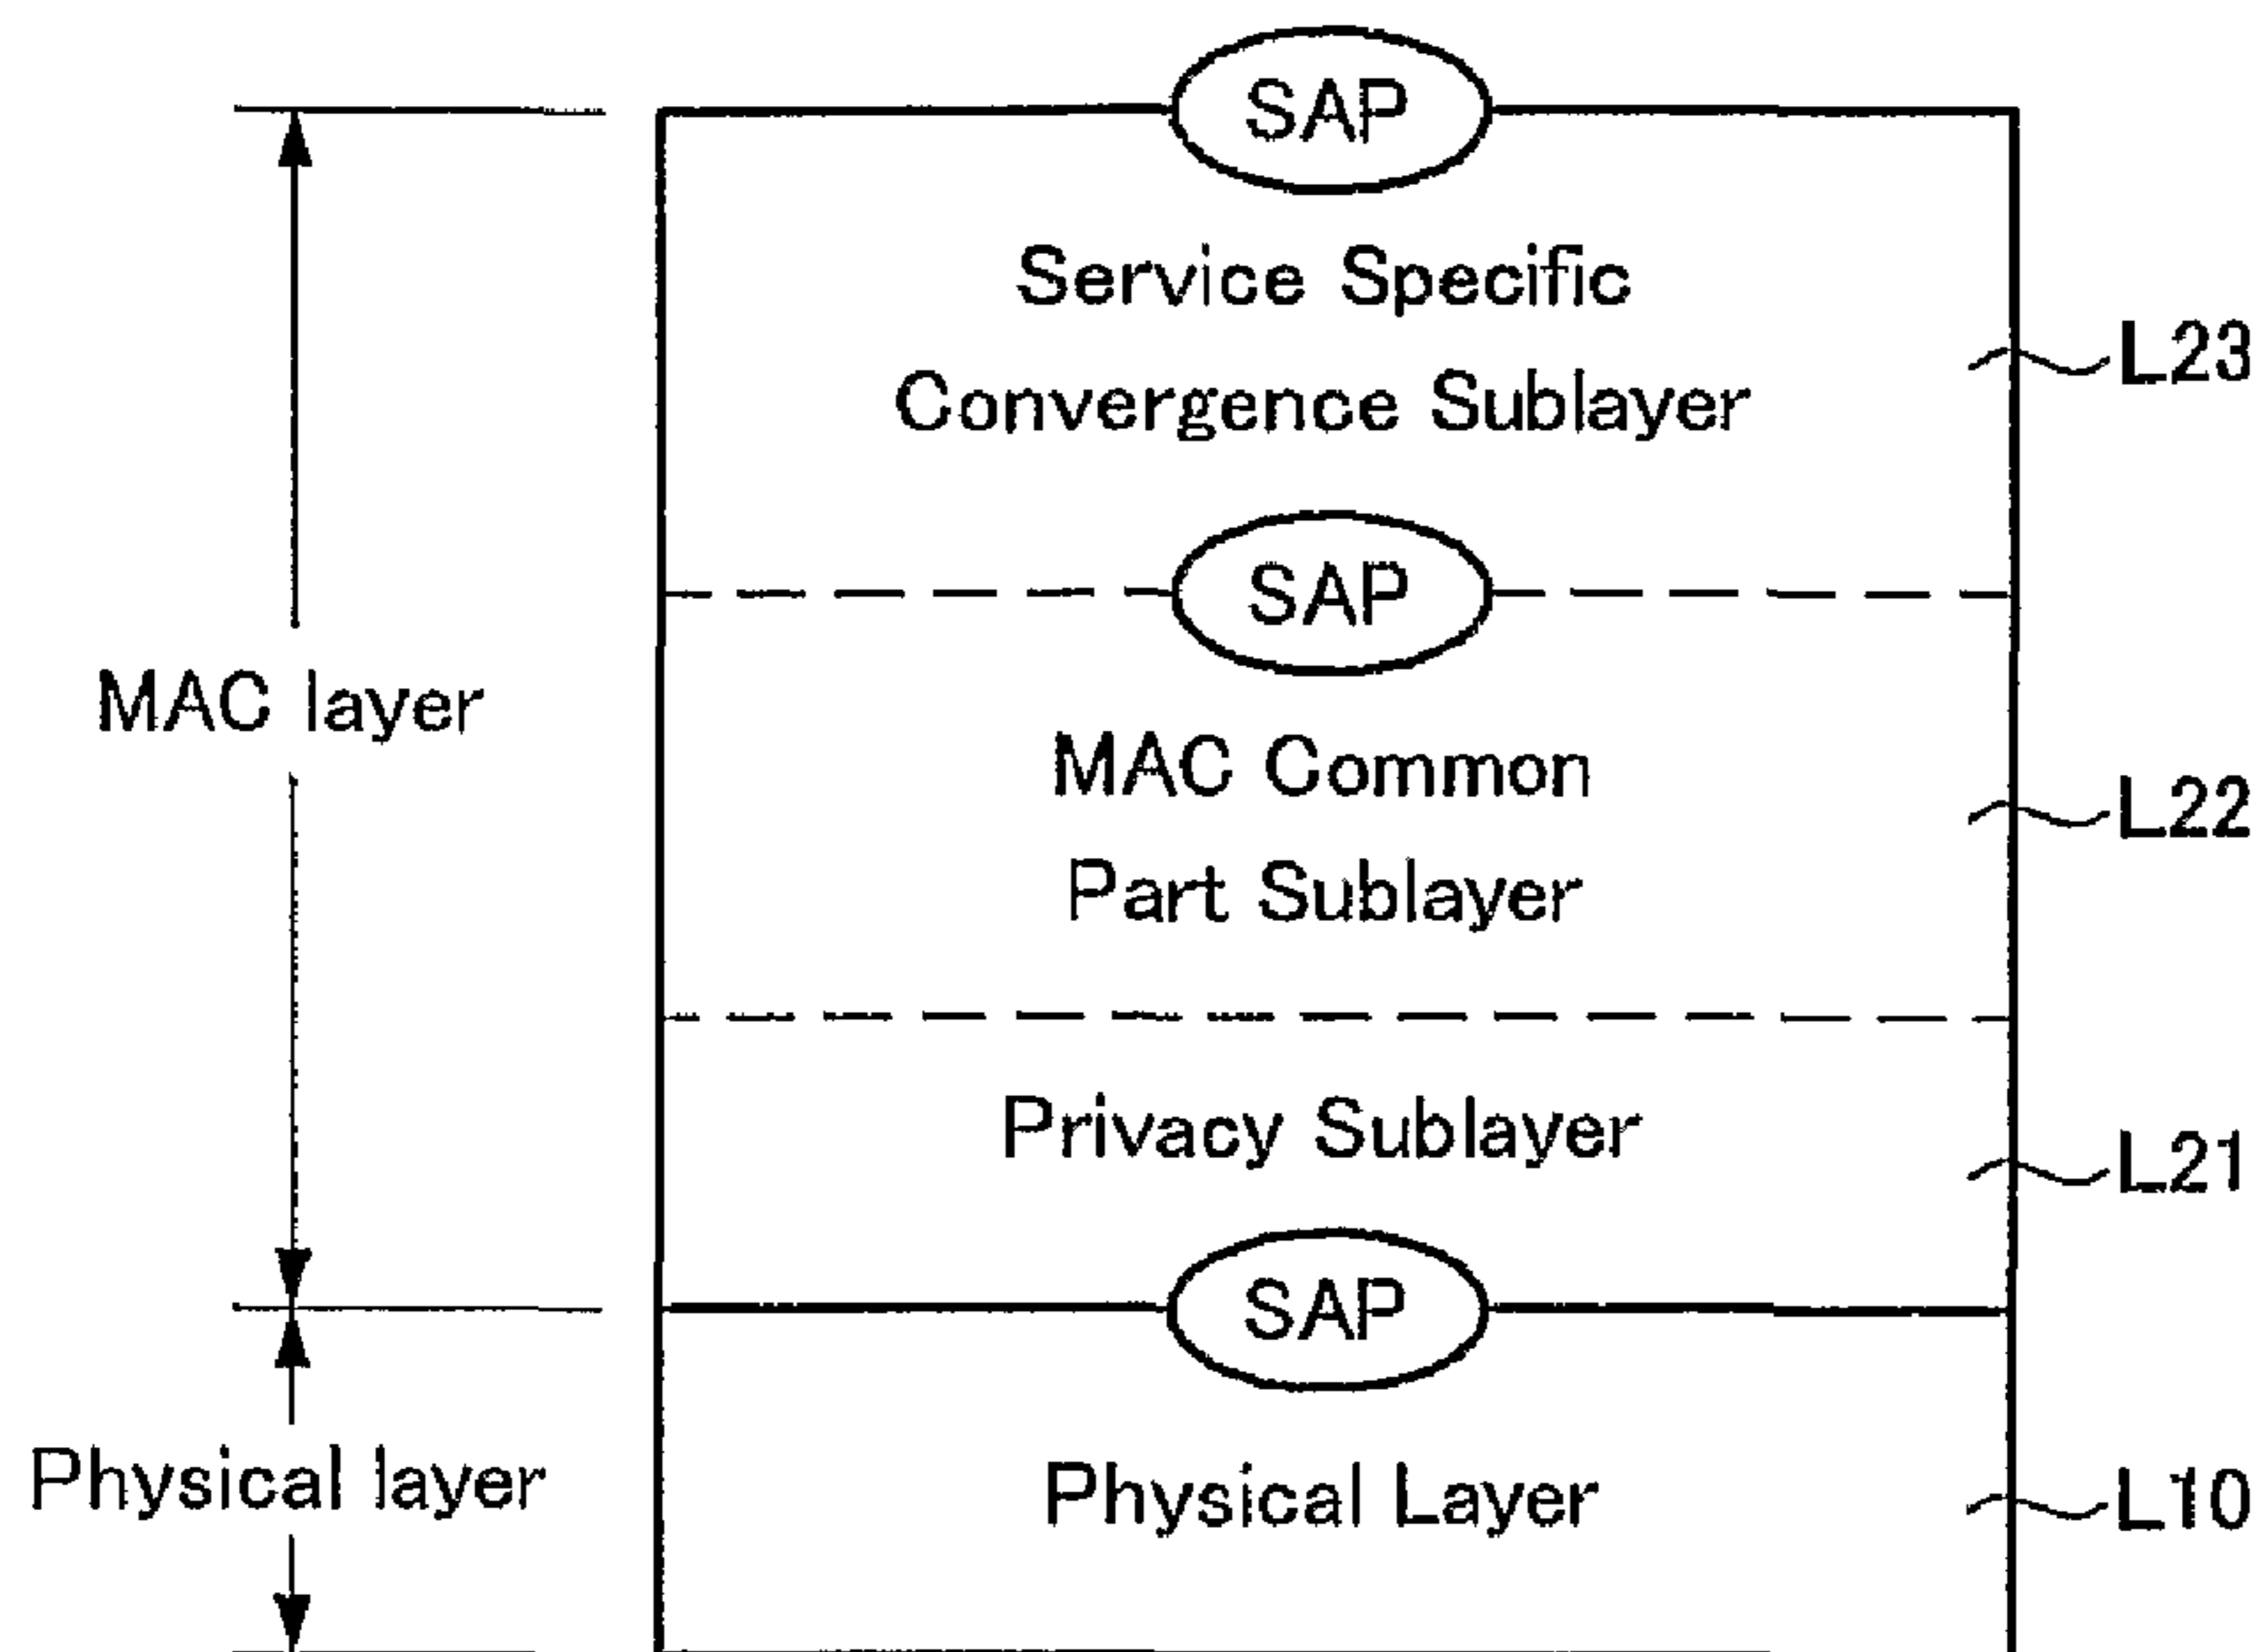 SAP
Service Specific
Convergence Sublayer
L23
SAP
MAC layer
MAC Common
Part Sublayer
L22
Privacy Sublayer
L21
SAP
Physical layer
Physical Layer
L10